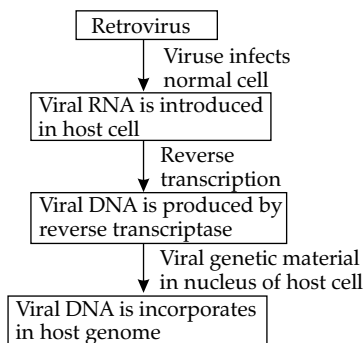 Retrovirus
Viruse infects
normal cell
Viral RNA is introduced
in host cell
Reverse
transcription
Viral DNA is produced by
reverse transcriptase
Viral genetic material
in nucleus of host cell
Viral DNA is incorporates
in host genome